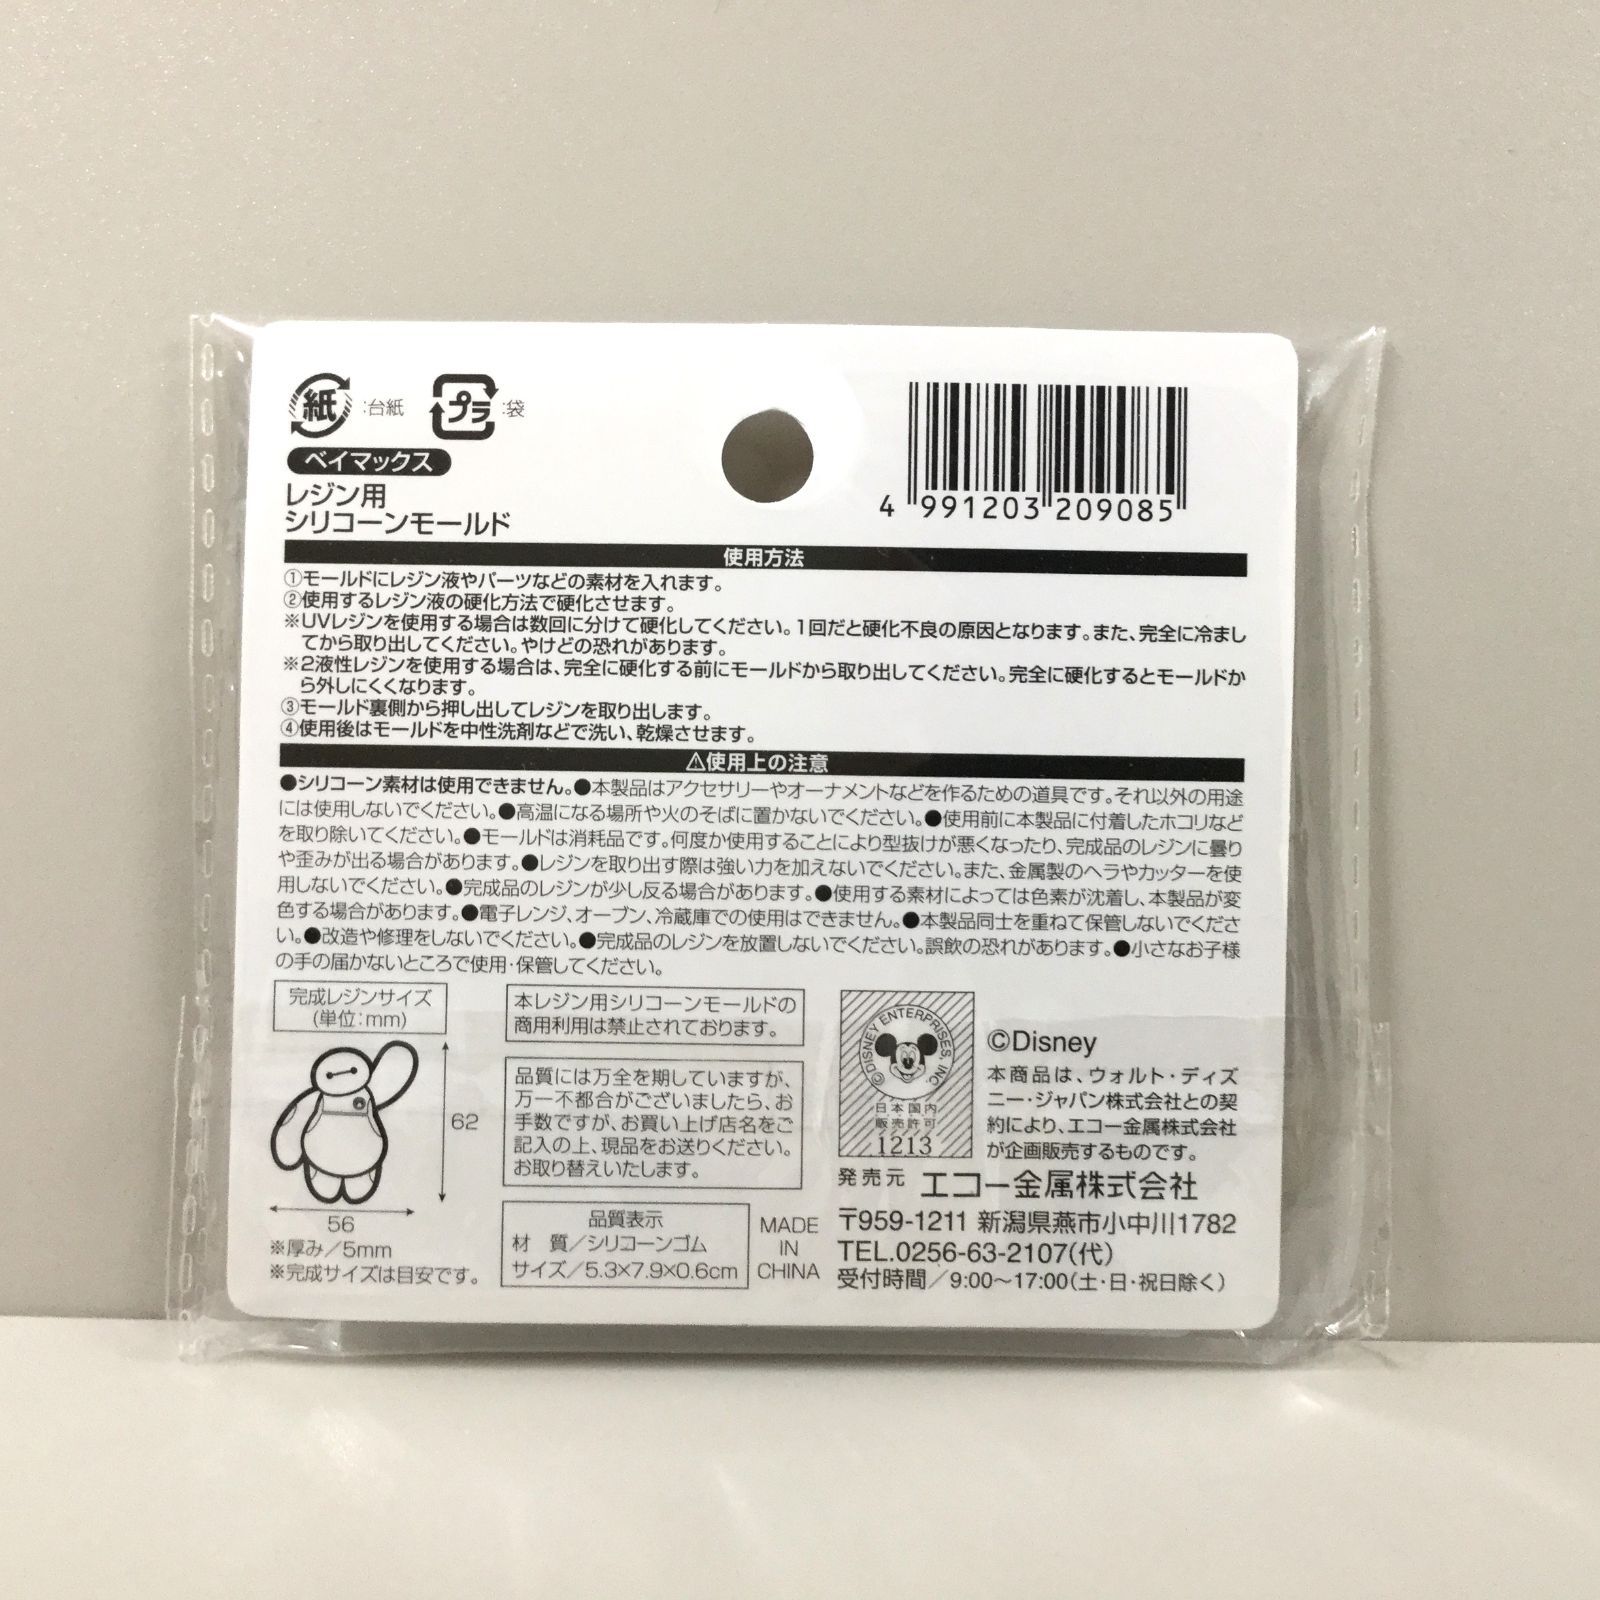 紙 :台紙 プラ :袋
ベイマックス
レジン用
シリコーンモールド
4 991203 209085
使用方法
①モールドにレジン液やパーツなどの素材を入れます。
②使用するレジン液の硬化方法で硬化させます。
※UVレジンを使用する場合は数回に分けて硬化してください。1回だと硬化不良の原因となります。また、完全に冷まし
てから取り出してください。やけどの恐れがあります。
※2液性レジンを使用する場合は、完全に硬化する前にモールドから取り出してください。完全に硬化するとモールドか
ら外しにくくなります。
③モールド裏側から押し出してレジンを取り出します。
④使用後はモールドを中性洗剤などで洗い、乾燥させます。
⚠使用上の注意
●シリコーン素材は使用できません。●本製品はアクセサリーやオーナメントなどを作るための道具です。それ以外の用途
には使用しないでください。●高温になる場所や火のそばに置かないでください。●使用前に本製品に付着したホコリなど
を取り除いてください。●モールドは消耗品です。何度か使用することにより型抜けが悪くなったり、完成品のレジンに曇り
や歪みが出る場合があります。●レジンを取り出す際は強い力を加えないでください。また、金属製のヘラやカッターを使
用しないでください。●完成品のレジンが少し反る場合があります。●使用する素材によっては色素が沈着し、本製品が変
色する場合があります。●電子レンジ、オーブン、冷蔵庫での使用はできません。●本製品同士を重ねて保管しないでくださ
い。●改造や修理をしないでください。●完成品のレジンを放置しないでください。誤飲の恐れがあります。●小さなお子様
の手の届かないところで使用・保管してください。
完成レジンサイズ
(単位:mm)
62
56
※厚み/5mm
※完成サイズは目安です。
本レジン用シリコーンモールドの
商用利用は禁止されております。
品質には万全を期していますが、
万一不都合がございましたら、お
手数ですが、お買い上げ店名をご
記入の上、現品をお送りください。
お取り替えいたします。
品質表示
材 質/シリコーンゴム
サイズ/5.3×7.9×0.6cm
MADE
IN
CHINA
©DISNEY ENTERPRISES, INC
日本国内
販売許可
1213
©Disney
本商品は、ウォルト・ディズ
ニー・ジャパン株式会社との契
約により、エコー金属株式会社
が企画販売するものです。
発売元 エコー金属株式会社
〒959-1211 新潟県燕市小中川1782
TEL.0256-63-2107(代)
受付時間/9:00〜17:00(土・日・祝日除く)